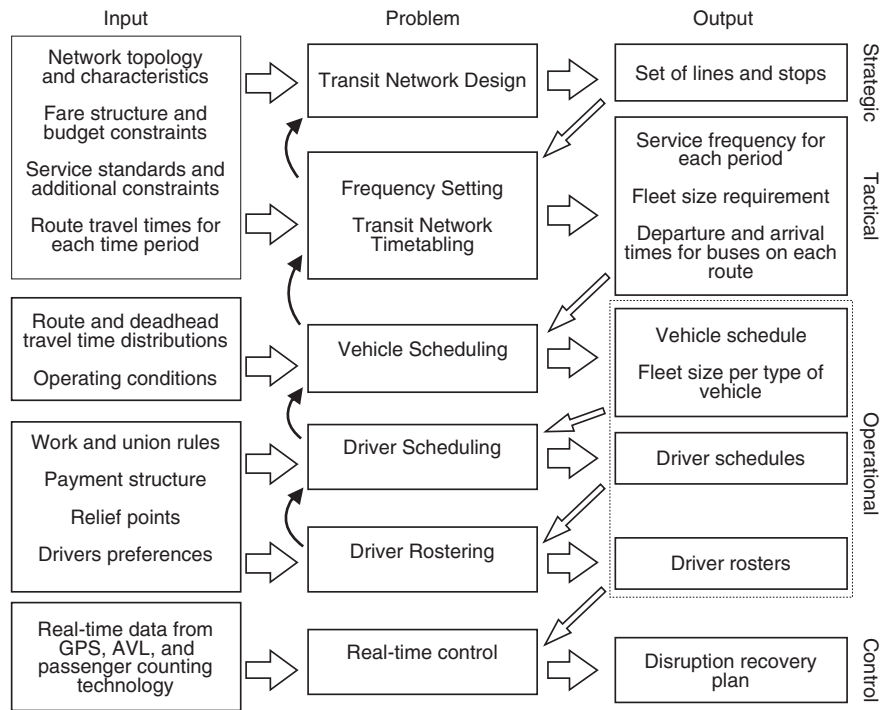 Input
Problem
Output
Network topology
and characteristics
Fare structure and
budget constraints
Service standards and
additional constraints
Route travel times for
each time period
Transit Network Design
Set of lines and stops
Strategic
Frequency Setting
Transit Network
Timetabling
Service frequency for
each period
Fleet size requirement
Departure and arrival
times for buses on each
route
Tactical
Route and deadhead
travel time distributions
Operating conditions
Vehicle Scheduling
Vehicle schedule
Fleet size per type of
vehicle
Work and union rules
Payment structure
Relief points
Drivers preferences
Driver Scheduling
Driver schedules
Operational
Driver Rostering
Driver rosters
Real-time data from
GPS, AVL, and
passenger counting
technology
Real-time control
Disruption recovery
plan
Control